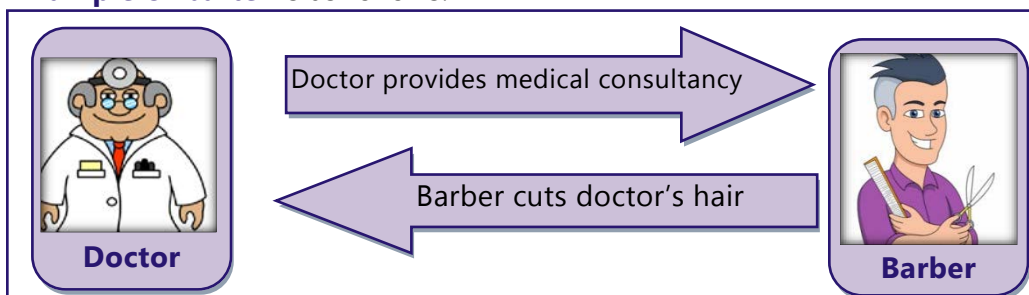 Doctor provides medical consultancy
Barber cuts doctor’s hair
Doctor
Barber